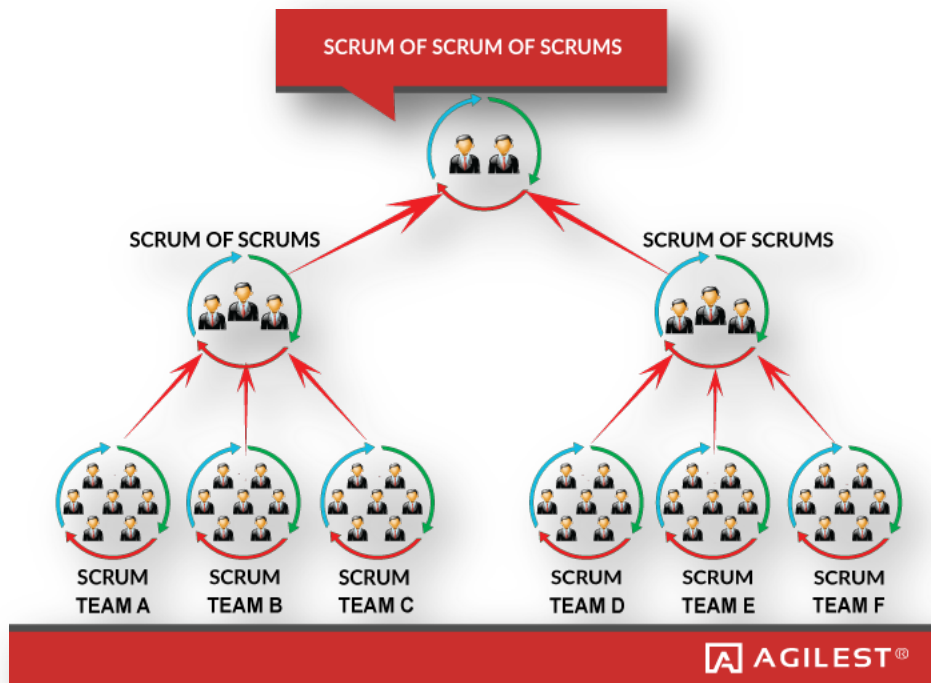 SCRUM OF SCRUM OF SCRUMS
SCRUM OF SCRUMS
SCRUM OF SCRUMS
SCRUM
TEAM A
SCRUM
TEAM B
SCRUM
TEAM C
SCRUM
TEAM D
SCRUM
TEAM E
SCRUM
TEAM F
AGILEST®